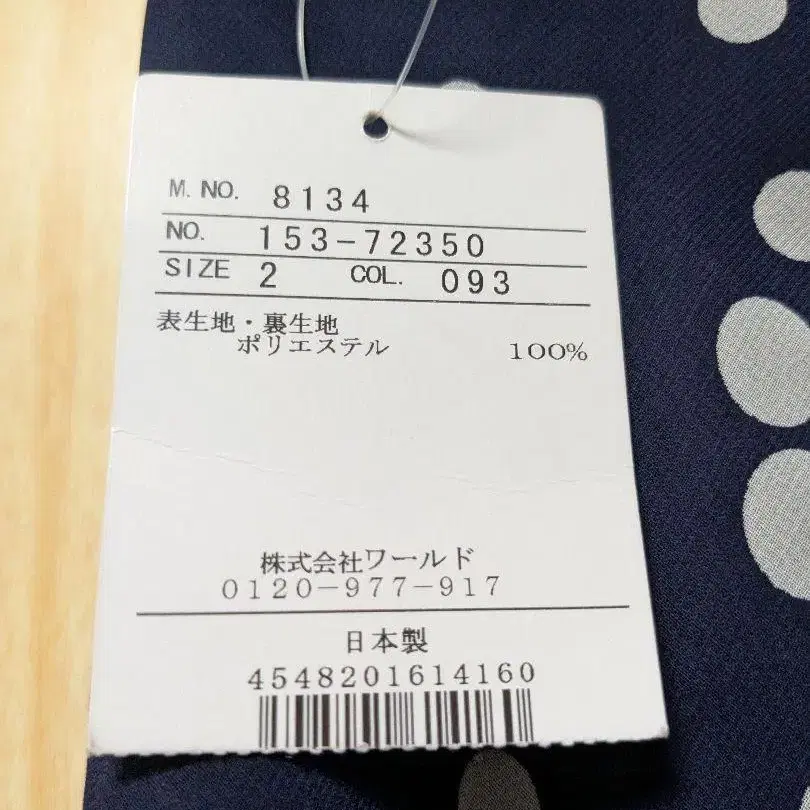 M. NO. 8134
NO. 153-72350
SIZE 2 COL. 093
表生地・裏生地
ポリエステル 100%
株式会社ワールド
0120-977-917
日本製
4548201614160